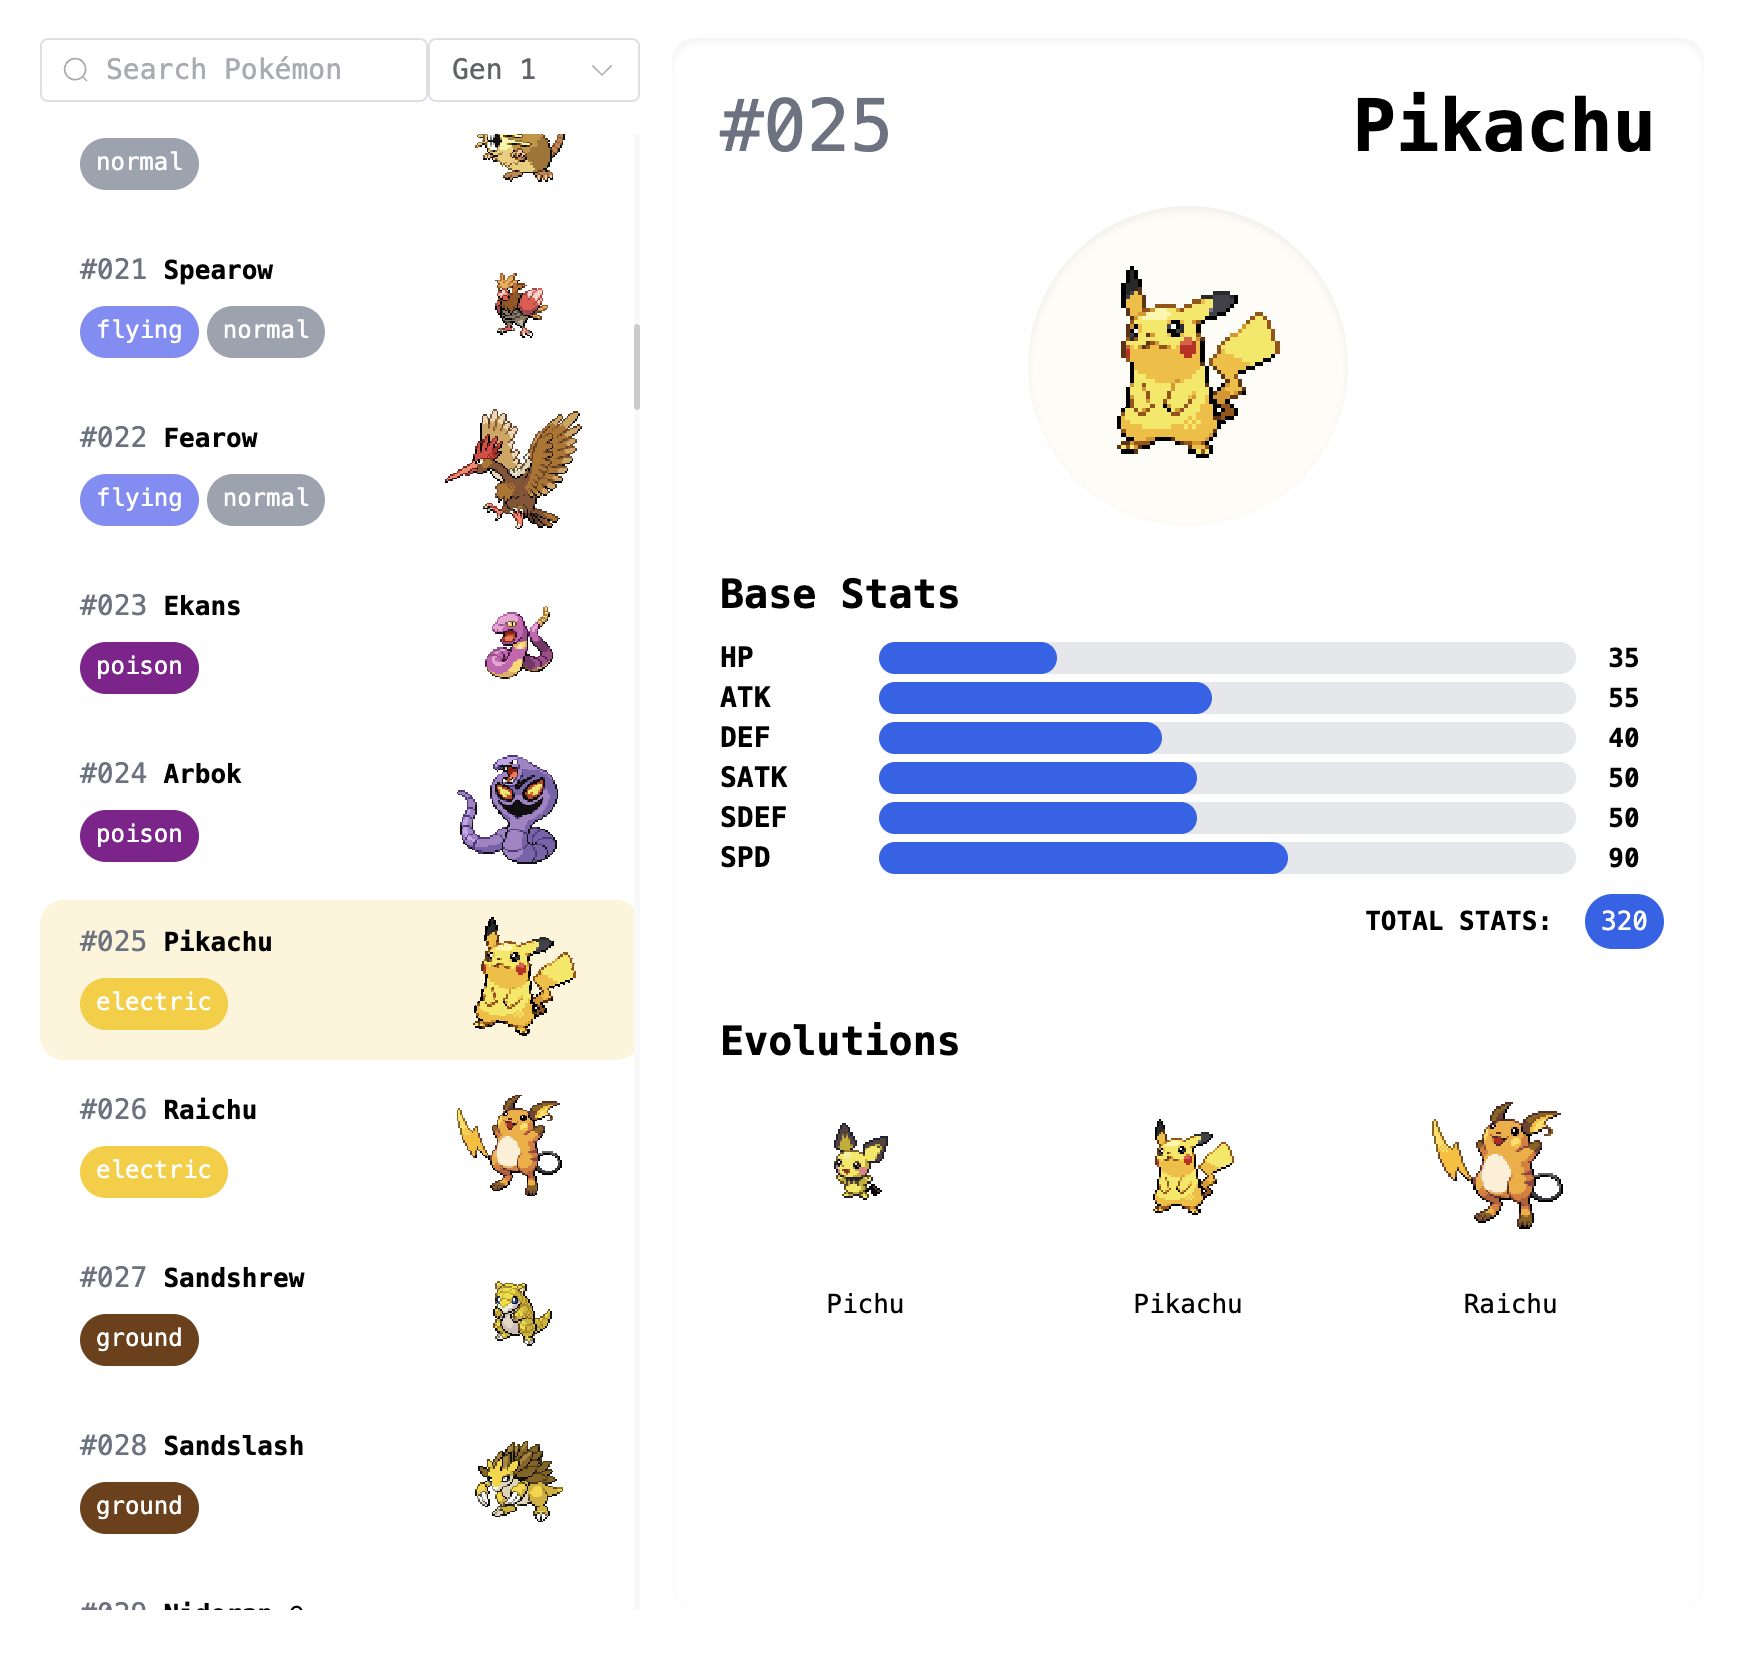 Search Pokémon
Gen 1
normal
#021 Spearow
flying normal
#022 Fearow
flying normal
#023 Ekans
poison
#024 Arbok
poison
#025 Pikachu
electric
#026 Raichu
electric
#027 Sandshrew
ground
#028 Sandslash
ground
#029 Nidoran
#025 Pikachu
Base Stats
HP 35
ATK 55
DEF 40
SATK 50
SDEF 50
SPD 90
TOTAL STATS: 320
Evolutions
Pichu Pikachu Raichu